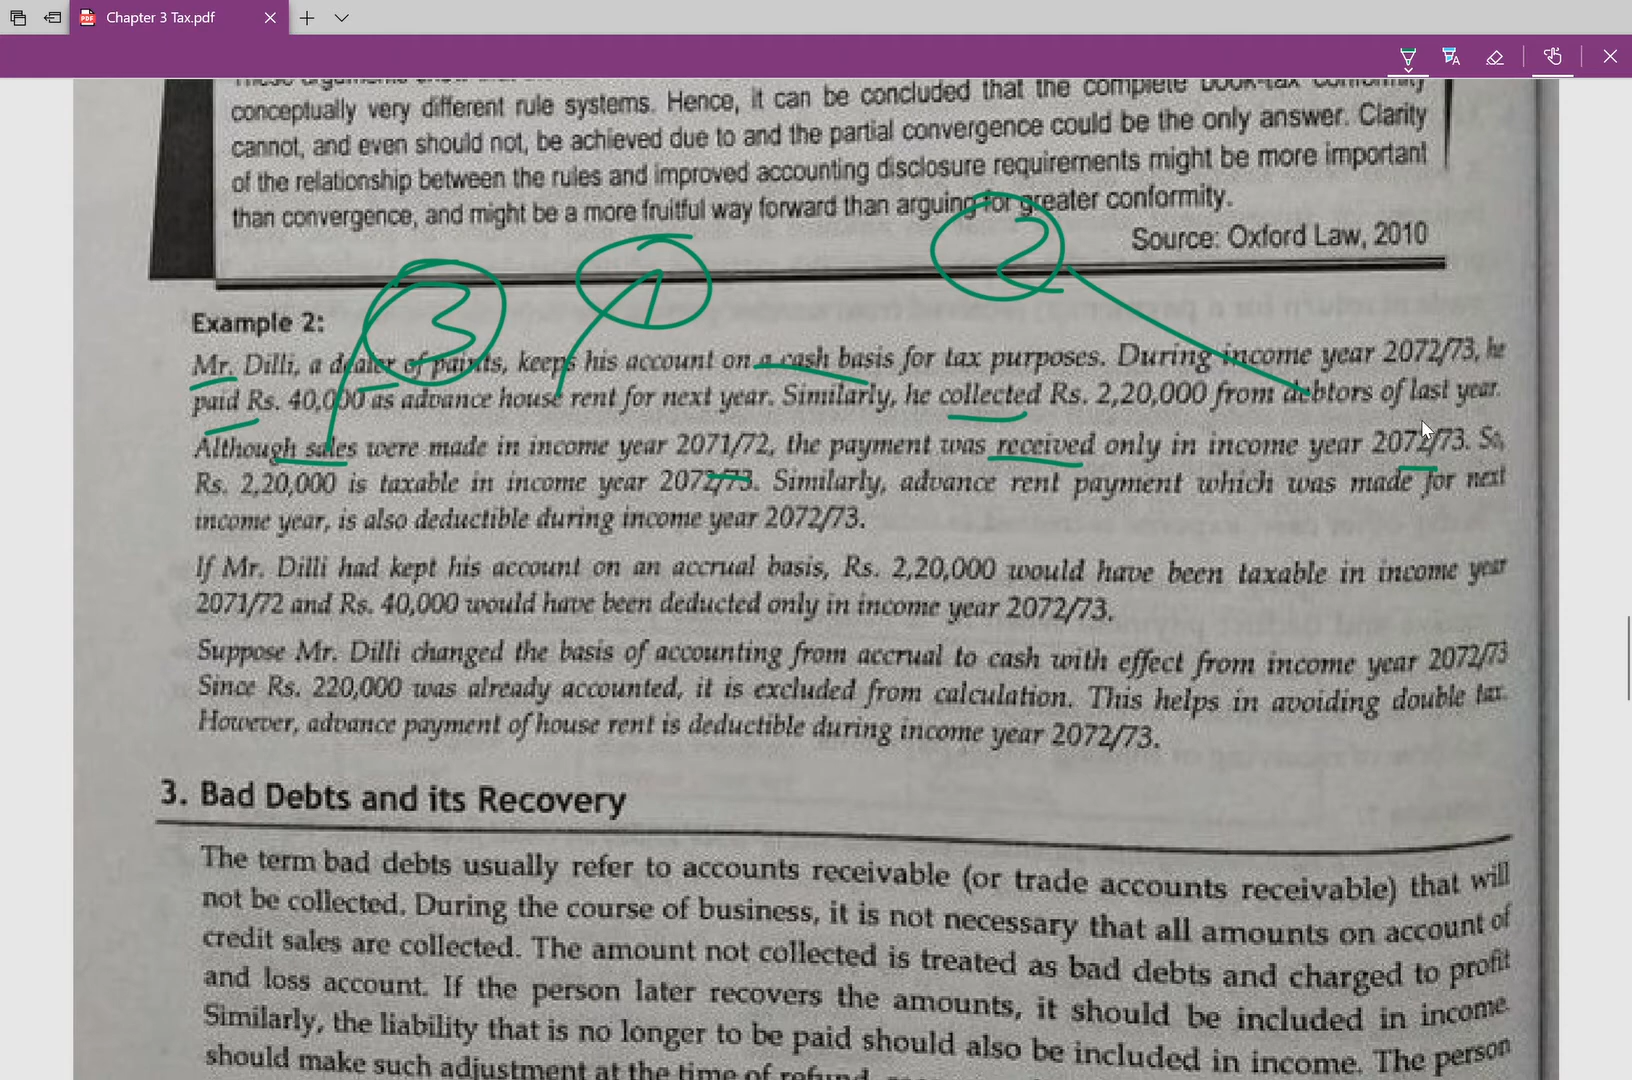 Chapter 3 Tax.pdf
conceptually very different rule systems. Hence, it can be concluded that the complete book-tax conformity
cannot, and even should not, be achieved due to and the partial convergence could be the only answer. Clarity
of the relationship between the rules and improved accounting disclosure requirements might be more important
than convergence, and might be a more fruitful way forward than arguing for greater conformity.
Source: Oxford Law, 2010
3 1 2
Example 2:
Mr. Dilli, a dealer of paints, keeps his account on a cash basis for tax purposes. During income year 2072/73, he
paid Rs. 40,000 as advance house rent for next year. Similarly, he collected Rs. 2,20,000 from debtors of last year.
Although sales were made in income year 2071/72, the payment was received only in income year 2072/73. So,
Rs. 2,20,000 is taxable in income year 2072/73. Similarly, advance rent payment which was made for next
income year, is also deductible during income year 2072/73.
If Mr. Dilli had kept his account on an accrual basis, Rs. 2,20,000 would have been taxable in income year
2071/72 and Rs. 40,000 would have been deducted only in income year 2072/73.
Suppose Mr. Dilli changed the basis of accounting from accrual to cash with effect from income year 2072/73
Since Rs. 220,000 was already accounted, it is excluded from calculation. This helps in avoiding double tax.
However, advance payment of house rent is deductible during income year 2072/73.
3. Bad Debts and its Recovery
The term bad debts usually refer to accounts receivable (or trade accounts receivable) that will
not be collected. During the course of business, it is not necessary that all amounts on account of
credit sales are collected. The amount not collected is treated as bad debts and charged to profit
and loss account. If the person later recovers the amounts, it should be included in income.
Similarly, the liability that is no longer to be paid should also be included in income. The person
should make such adjustment at the time of refund,